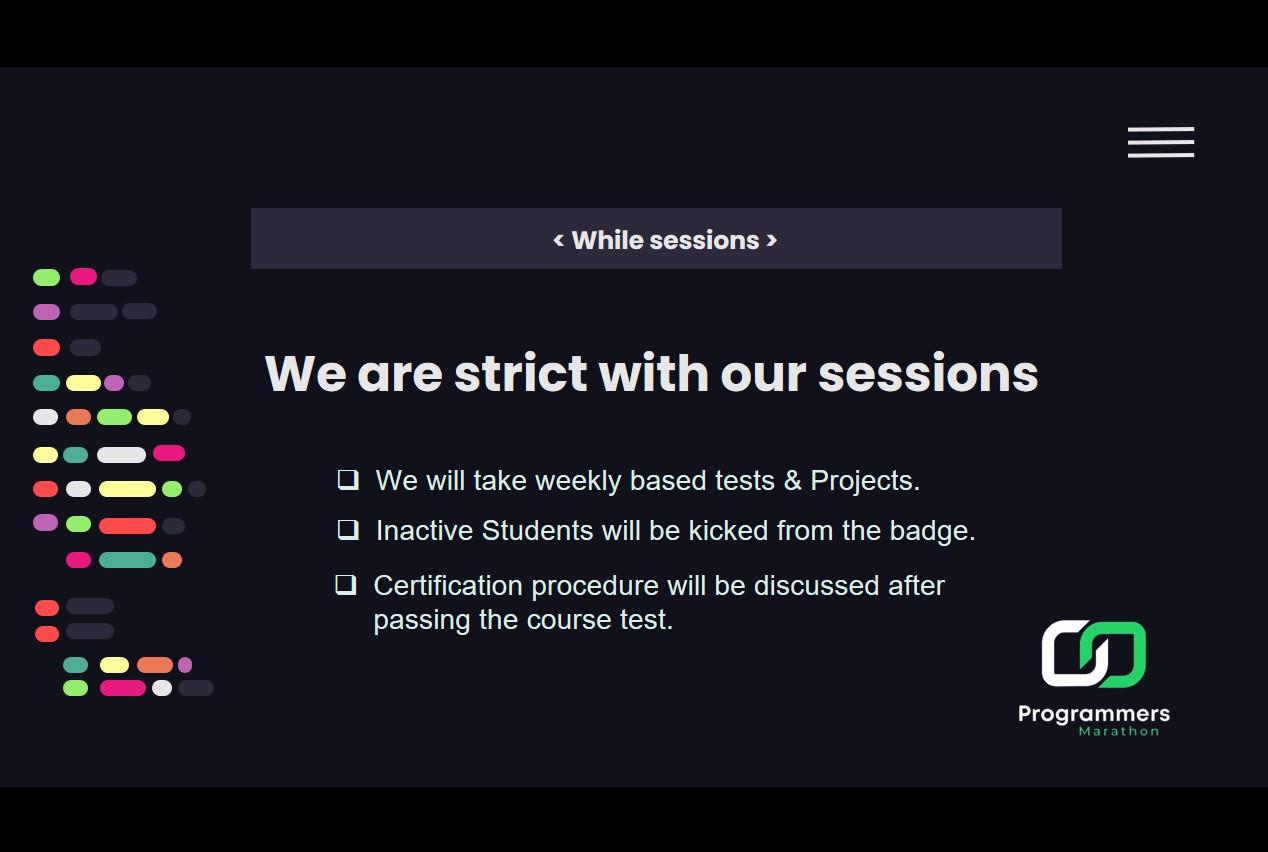 < While sessions >
We are strict with our sessions
❑ We will take weekly based tests & Projects.
❑ Inactive Students will be kicked from the badge.
❑ Certification procedure will be discussed after
passing the course test.
Programmers
Marathon